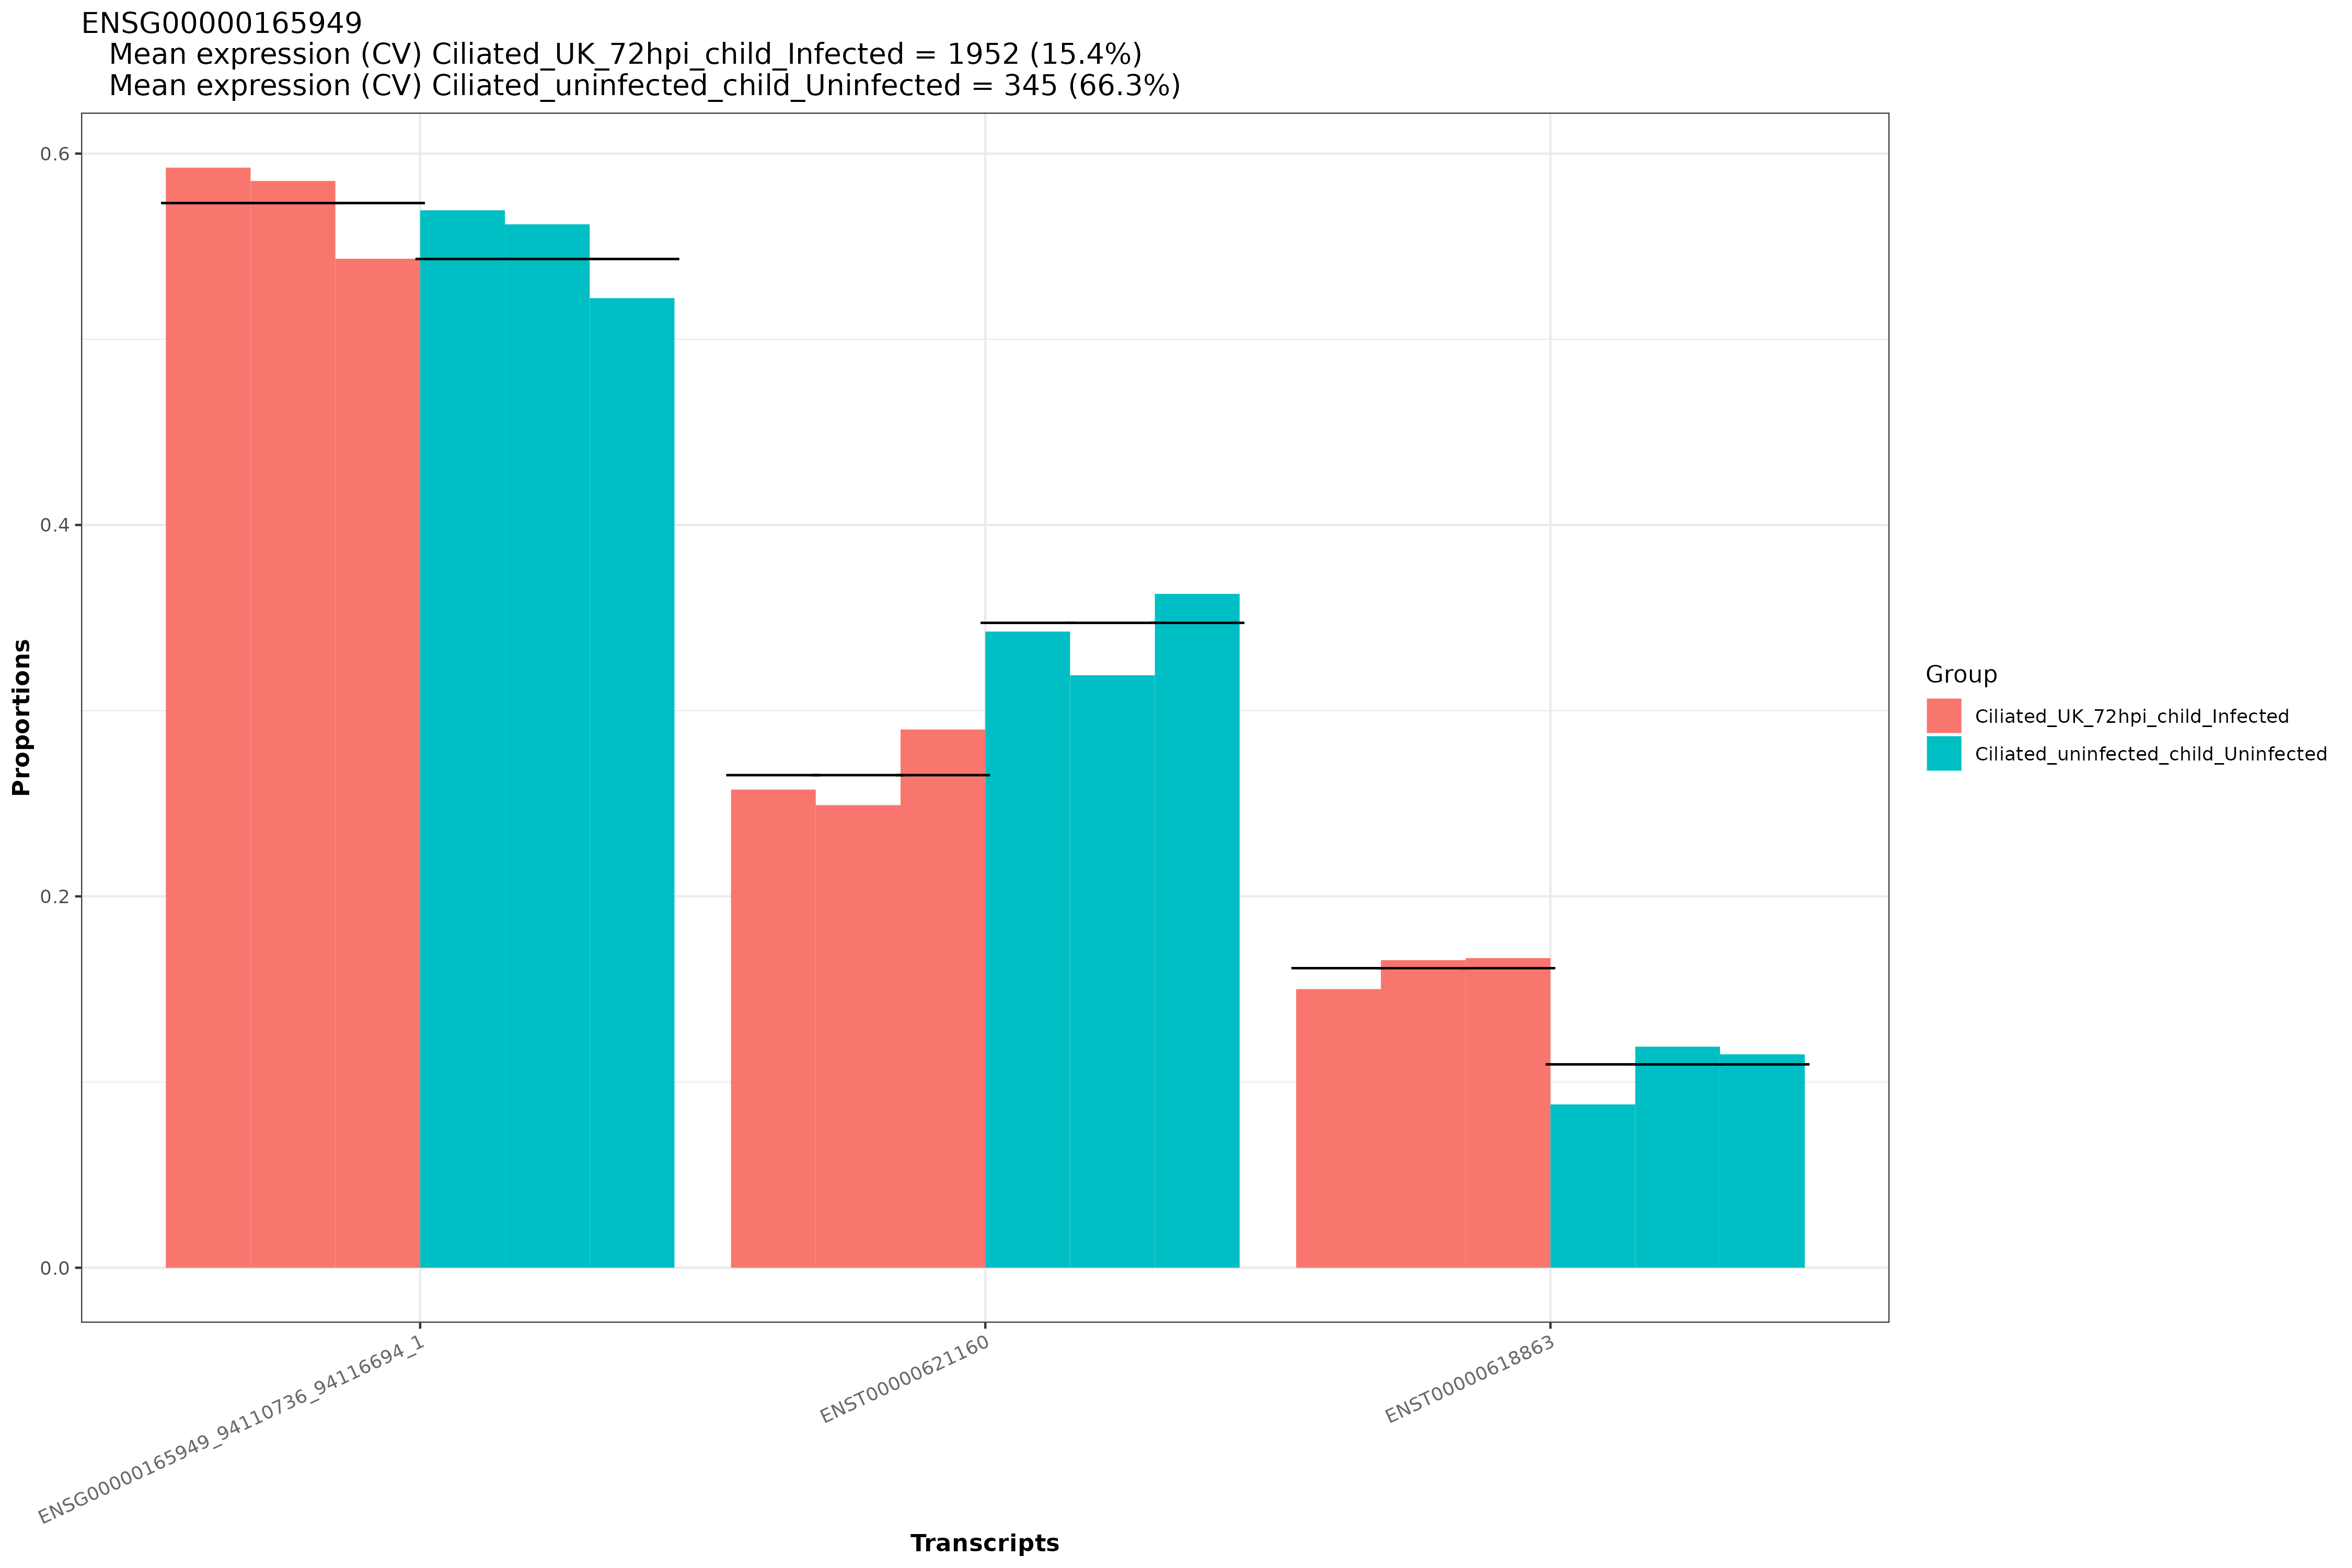 ENSG00000165949
Mean expression (CV) Ciliated_UK_72hpi_child_Infected = 1952 (15.4%)
Mean expression (CV) Ciliated_uninfected_child_Uninfected = 345 (66.3%)
Proportions
0.6
0.4
0.2
0.0
ENSG00000165949_94110736_94116694_1
ENST00000621160
ENST00000618863
Transcripts
Group
Ciliated_UK_72hpi_child_Infected
Ciliated_uninfected_child_Uninfected